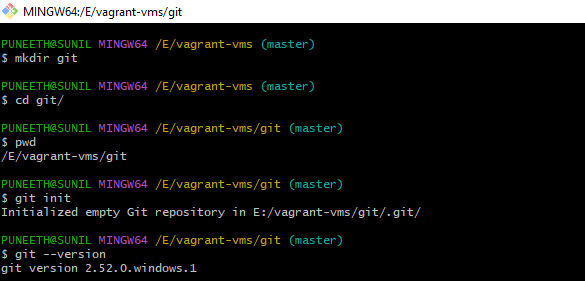 MINGW64:/E/vagrant-vms/git
PUNEETH@SUNIL MINGW64 /E/vagrant-vms (master)
$ mkdir git
PUNEETH@SUNIL MINGW64 /E/vagrant-vms (master)
$ cd git/
PUNEETH@SUNIL MINGW64 /E/vagrant-vms/git (master)
$ pwd
/E/vagrant-vms/git
PUNEETH@SUNIL MINGW64 /E/vagrant-vms/git (master)
$ git init
Initialized empty Git repository in E:/vagrant-vms/git/.git/
PUNEETH@SUNIL MINGW64 /E/vagrant-vms/git (master)
$ git --version
git version 2.52.0.windows.1